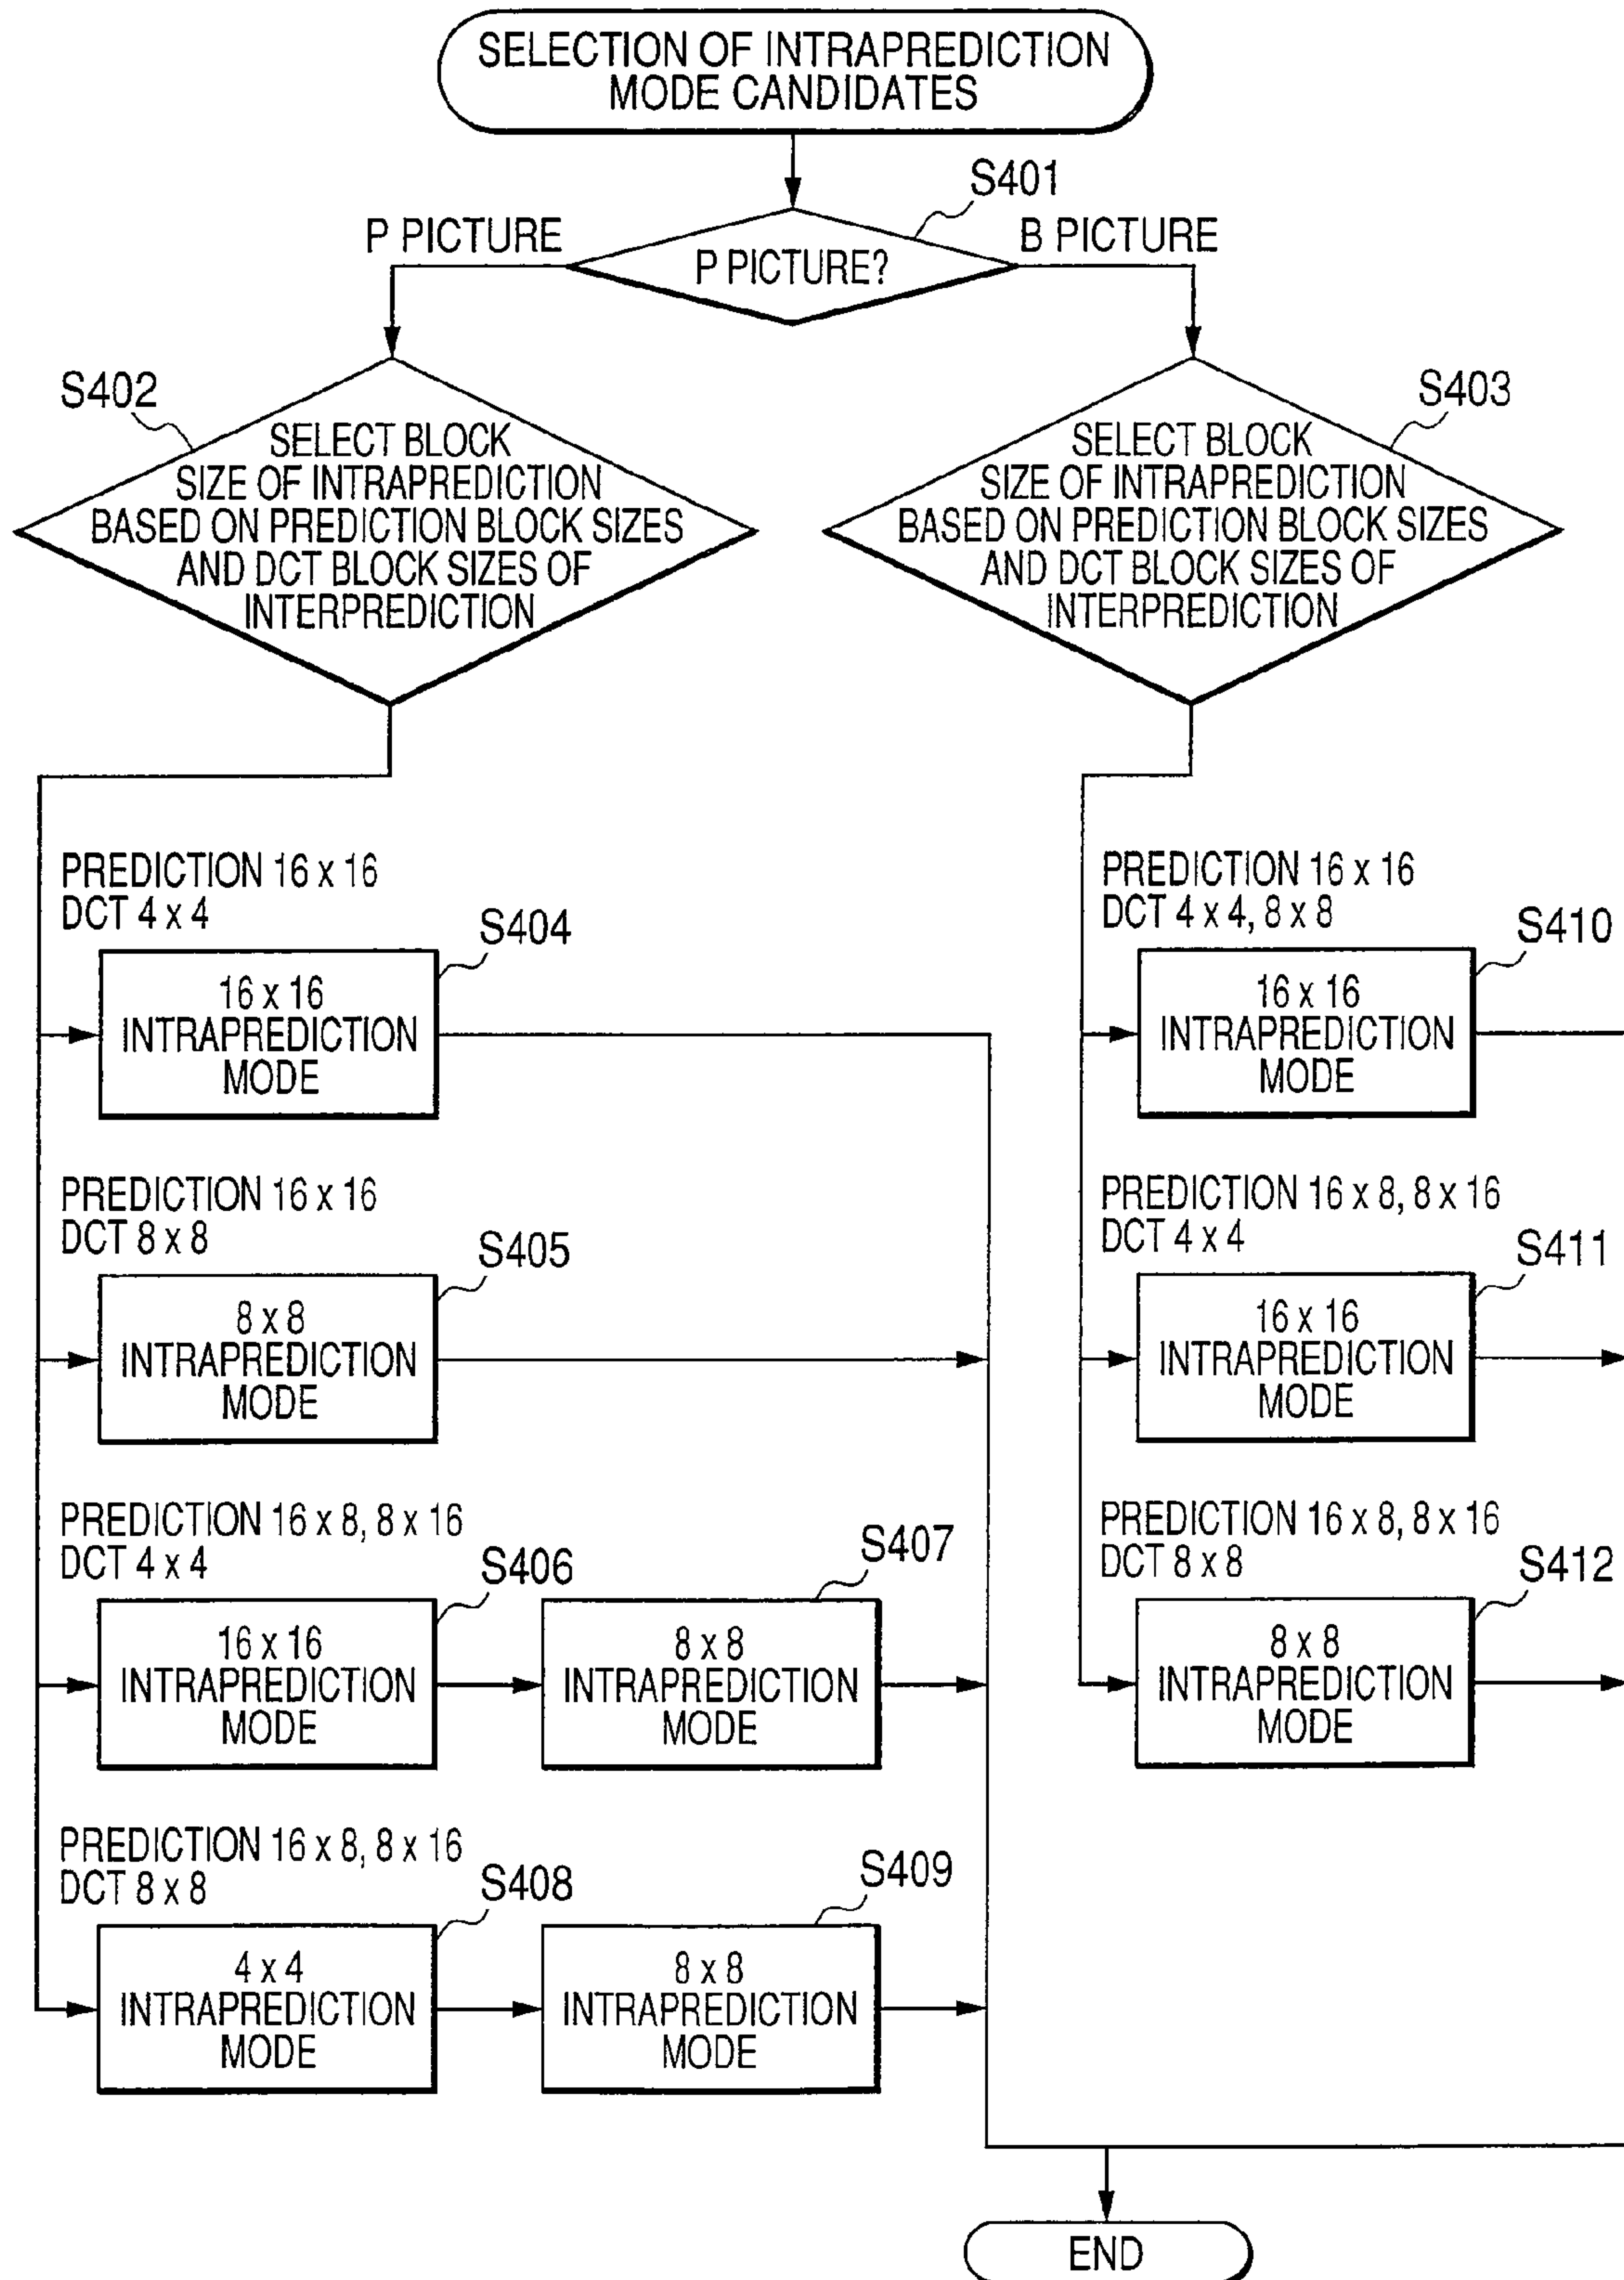 SELECTION OF INTRAPREDICTION
MODE CANDIDATES
S401
P PICTURE
B PICTURE
P PICTURE?
S402
SELECT BLOCK
SIZE OF INTRAPREDICTION
BASED ON PREDICTION BLOCK SIZES
AND DCT BLOCK SIZES OF
INTERPREDICTION
S403
SELECT BLOCK
SIZE OF INTRAPREDICTION
BASED ON PREDICTION BLOCK SIZES
AND DCT BLOCK SIZES OF
INTERPREDICTION
PREDICTION 16 x 16
DCT 4 x 4
S404
16 x 16
INTRAPREDICTION
MODE
PREDICTION 16 x 16
DCT 8 x 8
S405
8 x 8
INTRAPREDICTION
MODE
PREDICTION 16 x 8, 8 x 16
DCT 4 x 4
S406
16 x 16
INTRAPREDICTION
MODE
S407
8 x 8
INTRAPREDICTION
MODE
PREDICTION 16 x 8, 8 x 16
DCT 8 x 8
S408
4 x 4
INTRAPREDICTION
MODE
S409
8 x 8
INTRAPREDICTION
MODE
PREDICTION 16 x 16
DCT 4 x 4, 8 x 8
S410
16 x 16
INTRAPREDICTION
MODE
PREDICTION 16 x 8, 8 x 16
DCT 4 x 4
S411
16 x 16
INTRAPREDICTION
MODE
PREDICTION 16 x 8, 8 x 16
DCT 8 x 8
S412
8 x 8
INTRAPREDICTION
MODE
END